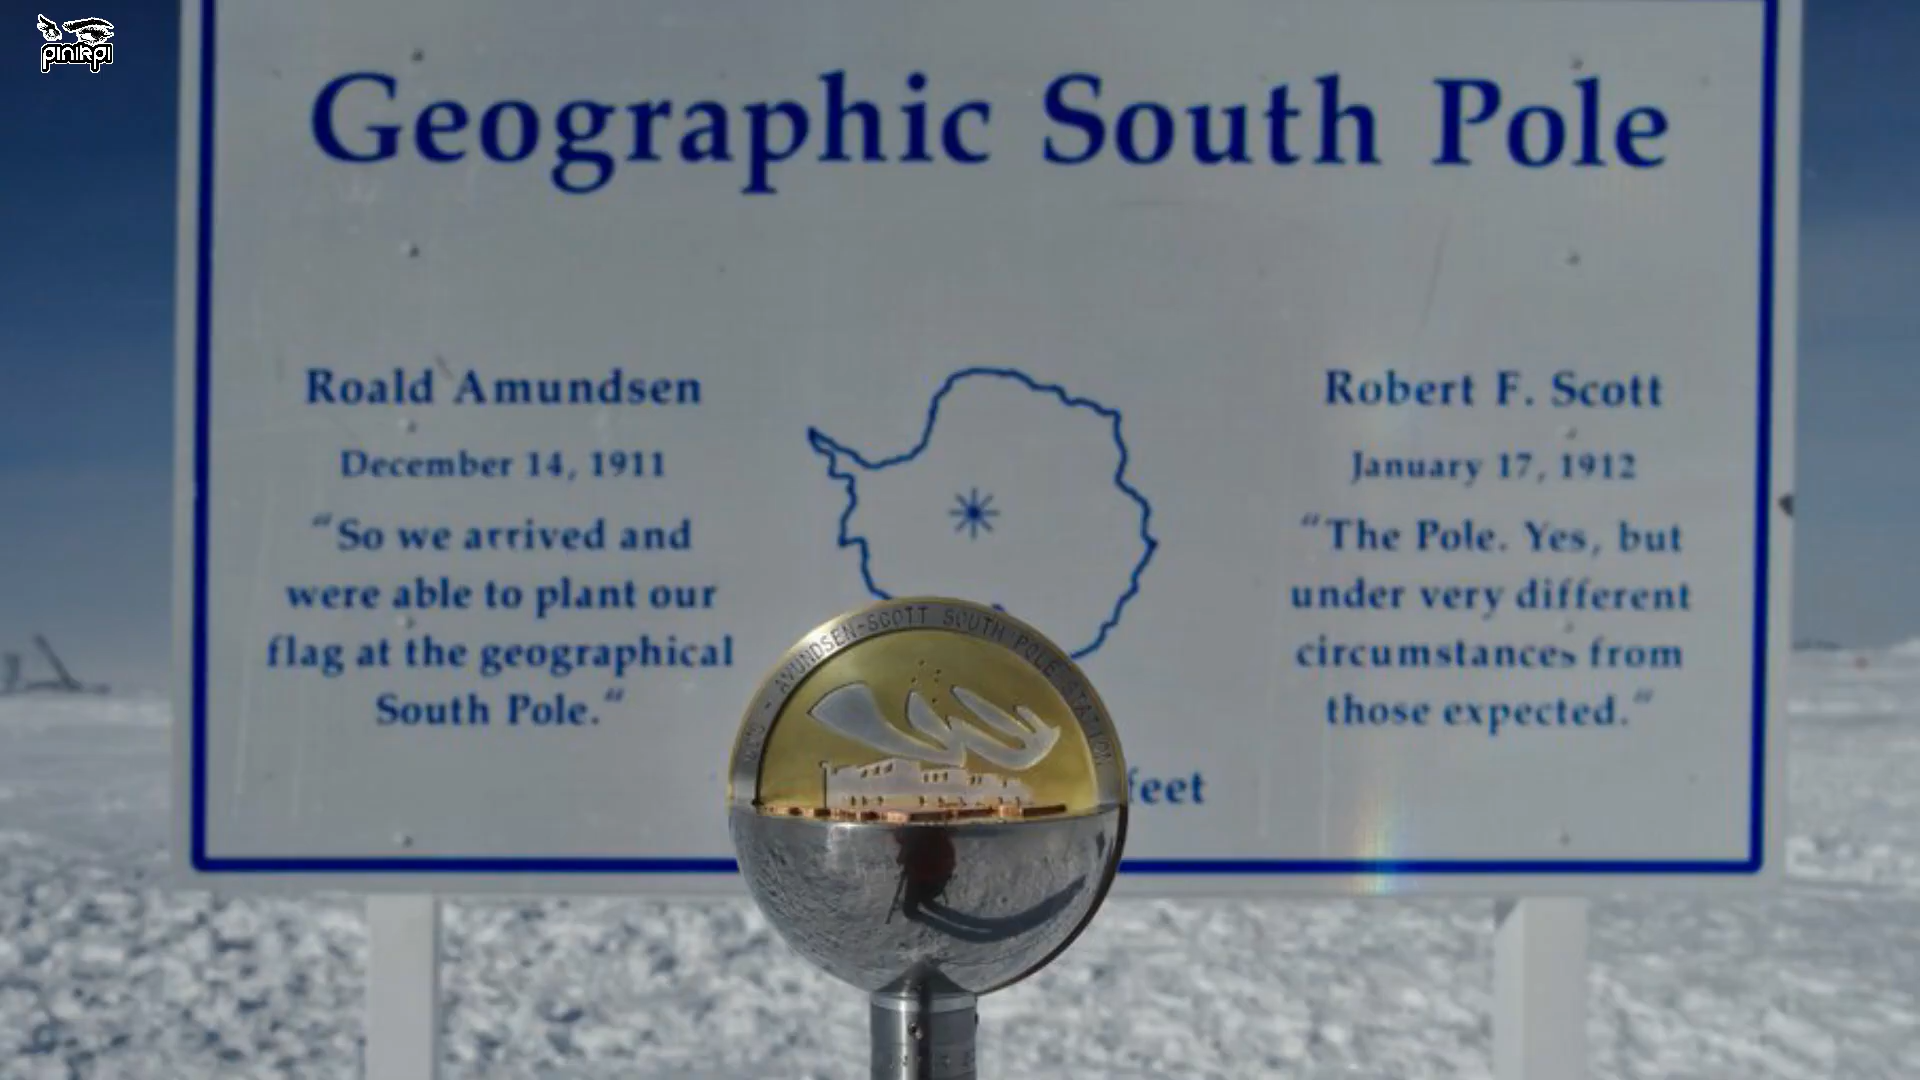 pinikpi
Geographic South Pole
Roald Amundsen
December 14, 1911
“So we arrived and
were able to plant our
flag at the geographical
South Pole.“
Robert F. Scott
January 17, 1912
“The Pole. Yes, but
under very different
circumstances from
those expected.“
feet
AMUNDSEN-SCOTT SOUTH POLE STATION